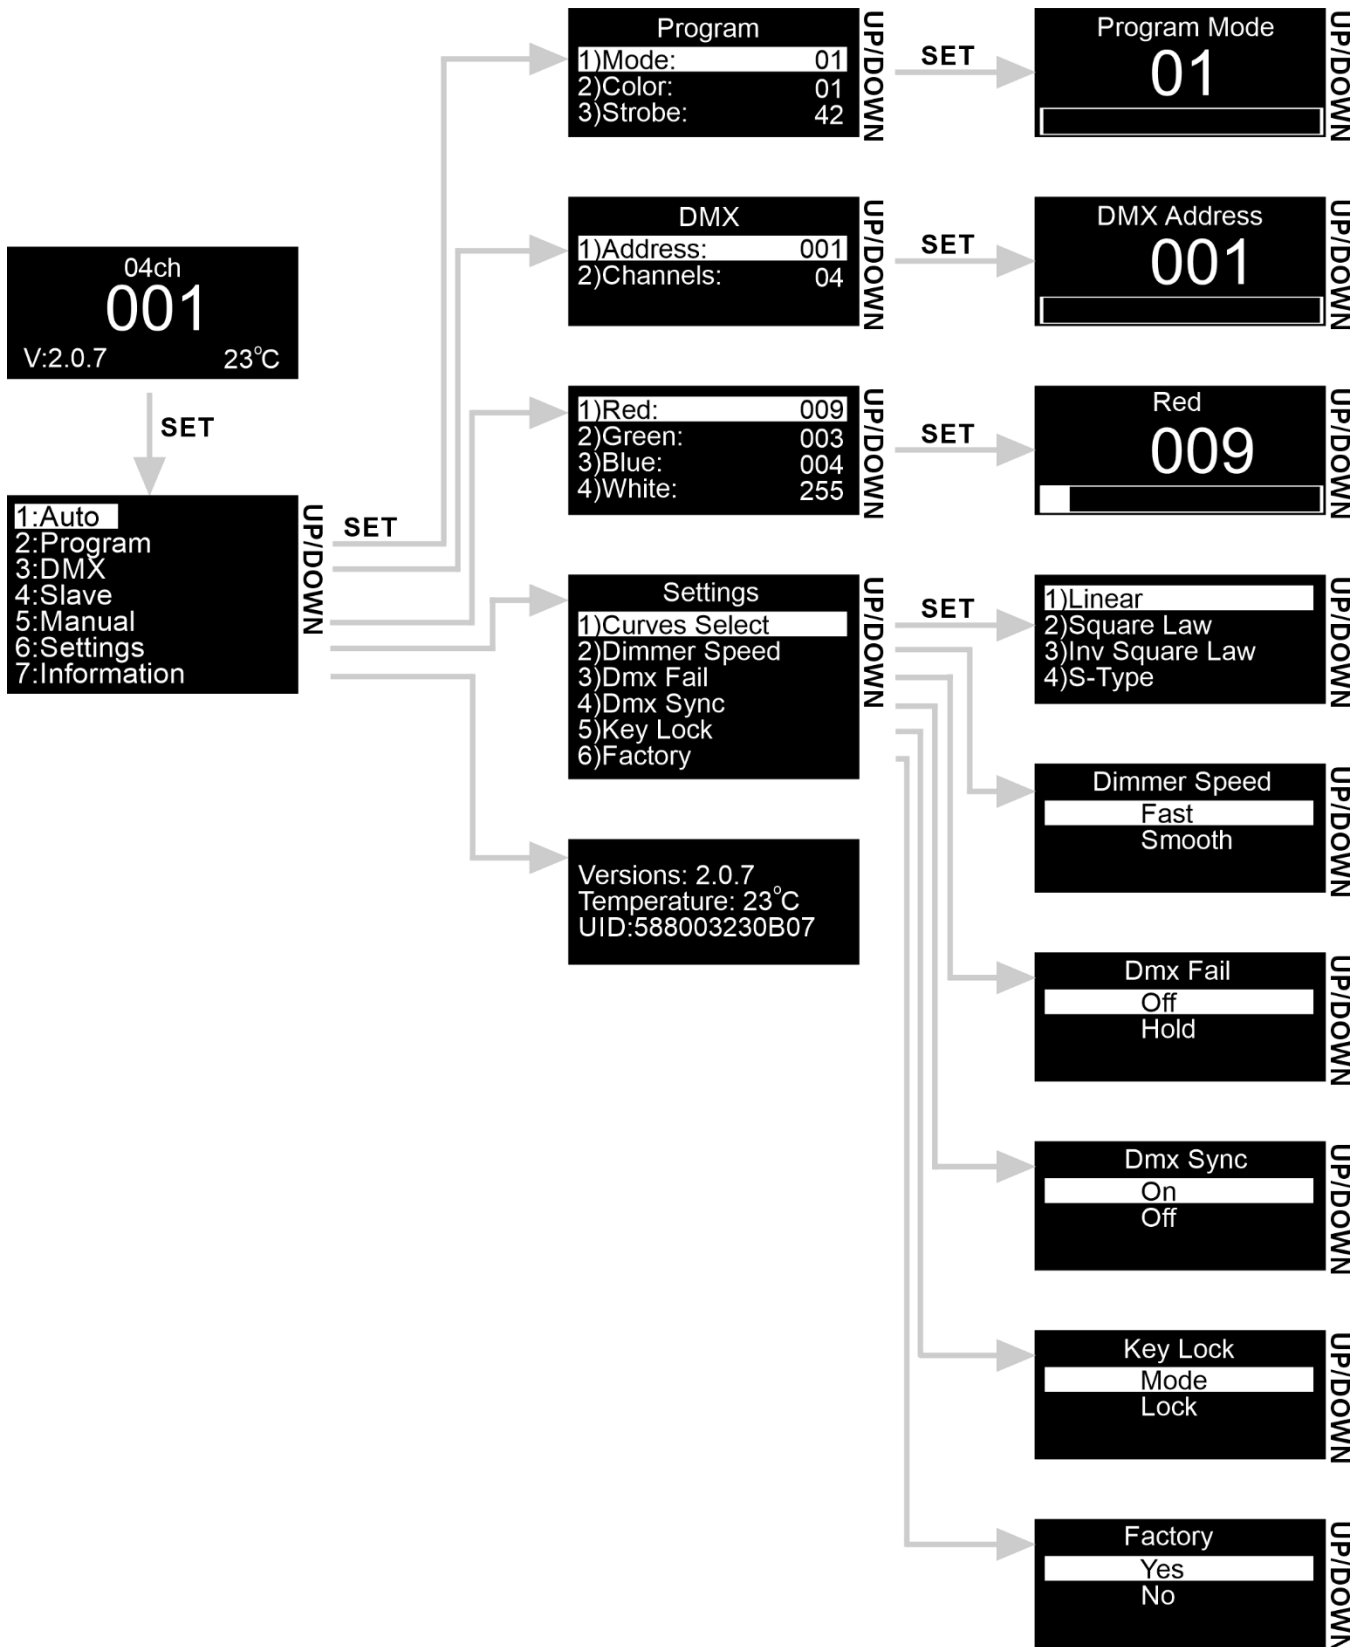 04ch
001
V:2.0.7 23°C
SET
1:Auto
2:Program
3:DMX
4:Slave
5:Manual
6:Settings
7:Information
UP/DOWN
SET
Program
1)Mode: 01
2)Color: 01
3)Strobe: 42
UP/DOWN
SET
Program Mode
01
UP/DOWN
DMX
1)Address: 001
2)Channels: 04
UP/DOWN
SET
DMX Address
001
UP/DOWN
1)Red: 009
2)Green: 003
3)Blue: 004
4)White: 255
UP/DOWN
SET
Red
009
UP/DOWN
Settings
1)Curves Select
2)Dimmer Speed
3)Dmx Fail
4)Dmx Sync
5)Key Lock
6)Factory
UP/DOWN
SET
1)Linear
2)Square Law
3)Inv Square Law
4)S-Type
UP/DOWN
Dimmer Speed
Fast
Smooth
UP/DOWN
Versions: 2.0.7
Temperature: 23°C
UID:588003230B07
Dmx Fail
Off
Hold
UP/DOWN
Dmx Sync
On
Off
UP/DOWN
Key Lock
Mode
Lock
UP/DOWN
Factory
Yes
No
UP/DOWN